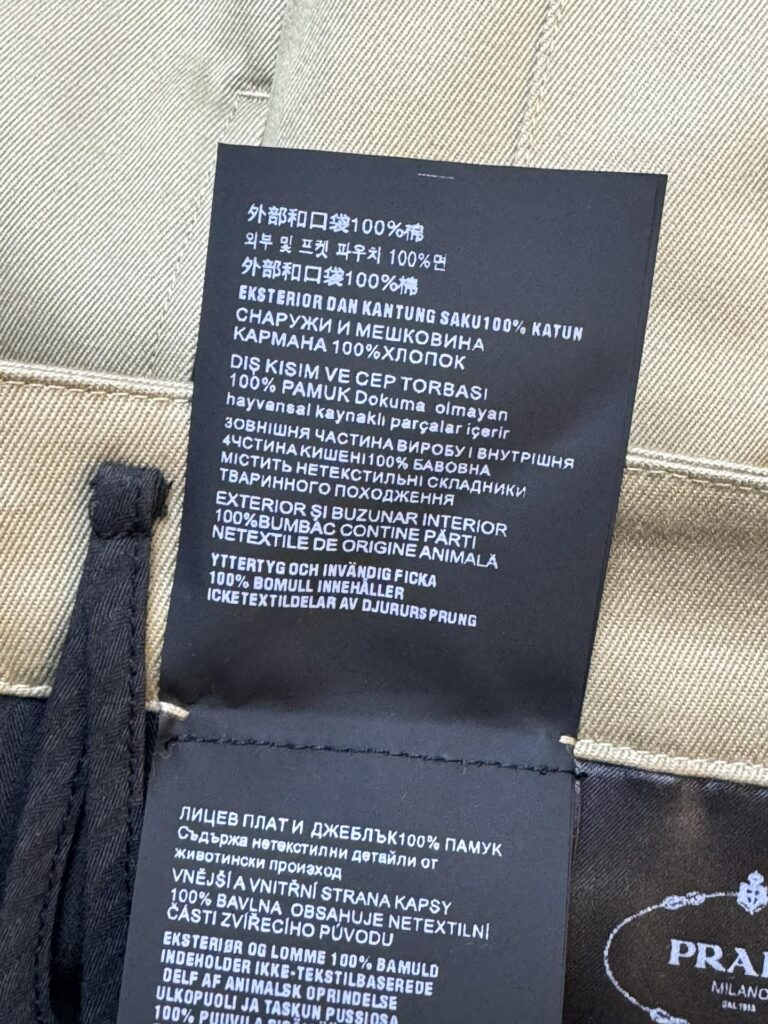 外部和口袋100%棉
외부 및 프켓 파우치 100%면
外部和口袋100%棉
EKSTERIOR DAN KANTUNG SAKU100% KATUN
СНАРУЖИ И МЕШКОВИНА
КАРМАНА 100%ХЛОПОК
DIŞ KISIM VE CEP TORBASI
100% PAMUK Dokuma olmayan
hayvansal kaynaklı parçalar içerir
ЗОВНІШНЯ ЧАСТИНА ВИРОБУ І ВНУТРІШНЯ
4ЧСТИНА КИШЕНІ100% БАВОВНА
МІСТИТЬ НЕТЕКСТИЛЬНІ СКЛАДНИКИ
ТВАРИННОГО ПОХОДЖЕННЯ
EXTERIOR ŞI BUZUNAR INTERIOR
100%BUMBĂC CONTINE PĂRTI
NETEXTILE DE ORIGINE ANIMALĂ
YTTERTYG OCH INVÄNDIG FICKA
100% BOMULL INNEHÅLLER
ICKETEXTILDELAR AV DJURURSPRUNG
ЛИЦЕВ ПЛАТ И ДЖЕБЛЪК100% ПАМУК
Съдържа нетекстилни детайли от
животински произход
VNĚJŠÍ A VNITŘNÍ STRANA KAPSY
100% BAVLNA OBSAHUJE NETEXTILNÍ
ČÁSTI ZVÍŘECÍHO PŮVODU
EKSTERIØR OG LOMME 100% BAMULD
INDEHOLDER IKKE-TEKSTILBASEREDE
DELF AF ANIMALSK OPRINDELSE
ULKOPUOLI JA TASKUN PUSSIOSA
100% PUUVILLA
PRA
MILANO
DAL 1913